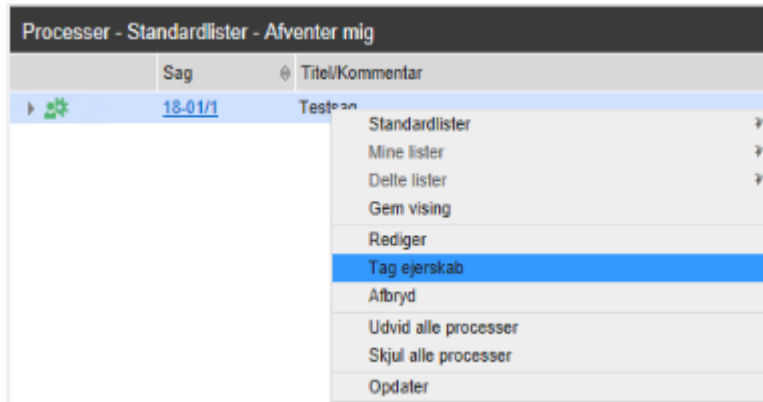 Processer - Standardlister - Afventer mig
Sag Titel/Kommentar
18-01/1 Testsag
Standardlister
Mine lister
Delte lister
Gem vising
Rediger
Tag ejerskab
Afbryd
Udvid alle processer
Skjul alle processer
Opdater